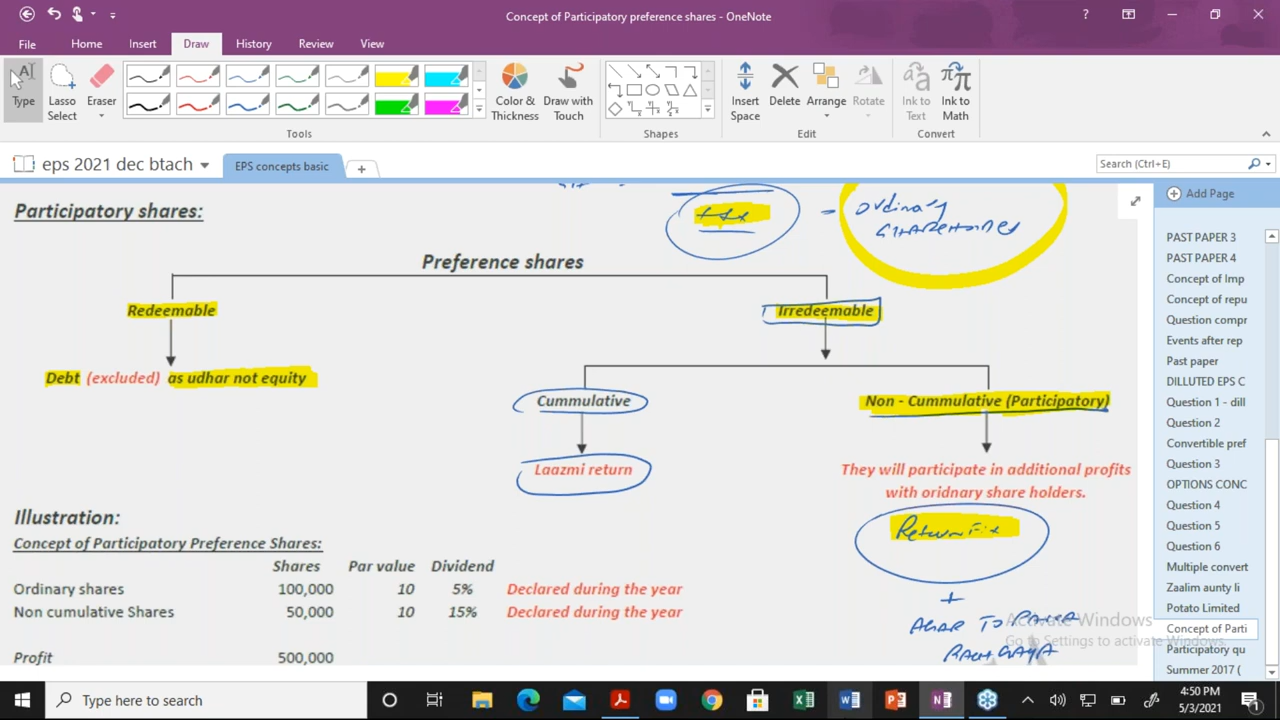 Concept of Participatory preference shares - OneNote
File Home Insert Draw History Review View
Type
Lasso Select
Eraser
Color & Thickness
Draw with Touch
Insert Space
Delete
Arrange
Rotate
Ink to Text
Ink to Math
Tools
Shapes
Edit
Convert
eps 2021 dec btach
EPS concepts basic
Search (Ctrl+E)
Add Page
Participatory shares:
ordinary
Preference shares
Redeemable
Irredeemable
Debt (excluded) as udhar not equity
Cummulative
Non - Cummulative (Participatory)
Laazmi return
They will participate in additional profits
with oridnary share holders.
Return Fix
+
AGAR
Illustration:
Concept of Participatory Preference Shares:
Shares Par value Dividend
Ordinary shares 100,000 10 5% Declared during the year
Non cumulative Shares 50,000 10 15% Declared during the year
Profit 500,000
PAST PAPER 3
PAST PAPER 4
Concept of Imp
Concept of repu
Question compr
Events after rep
Past paper
DILLUTED EPS C
Question 1 - dill
Question 2
Convertible pref
Question 3
OPTIONS CONC
Question 4
Question 5
Question 6
Multiple convert
Zaalim aunty li
Potato Limited
Concept of Parti
Participatory qu
Summer 2017 (
Activate Windows
Go to Settings to activate Windows.
Type here to search
4:50 PM
5/3/2021